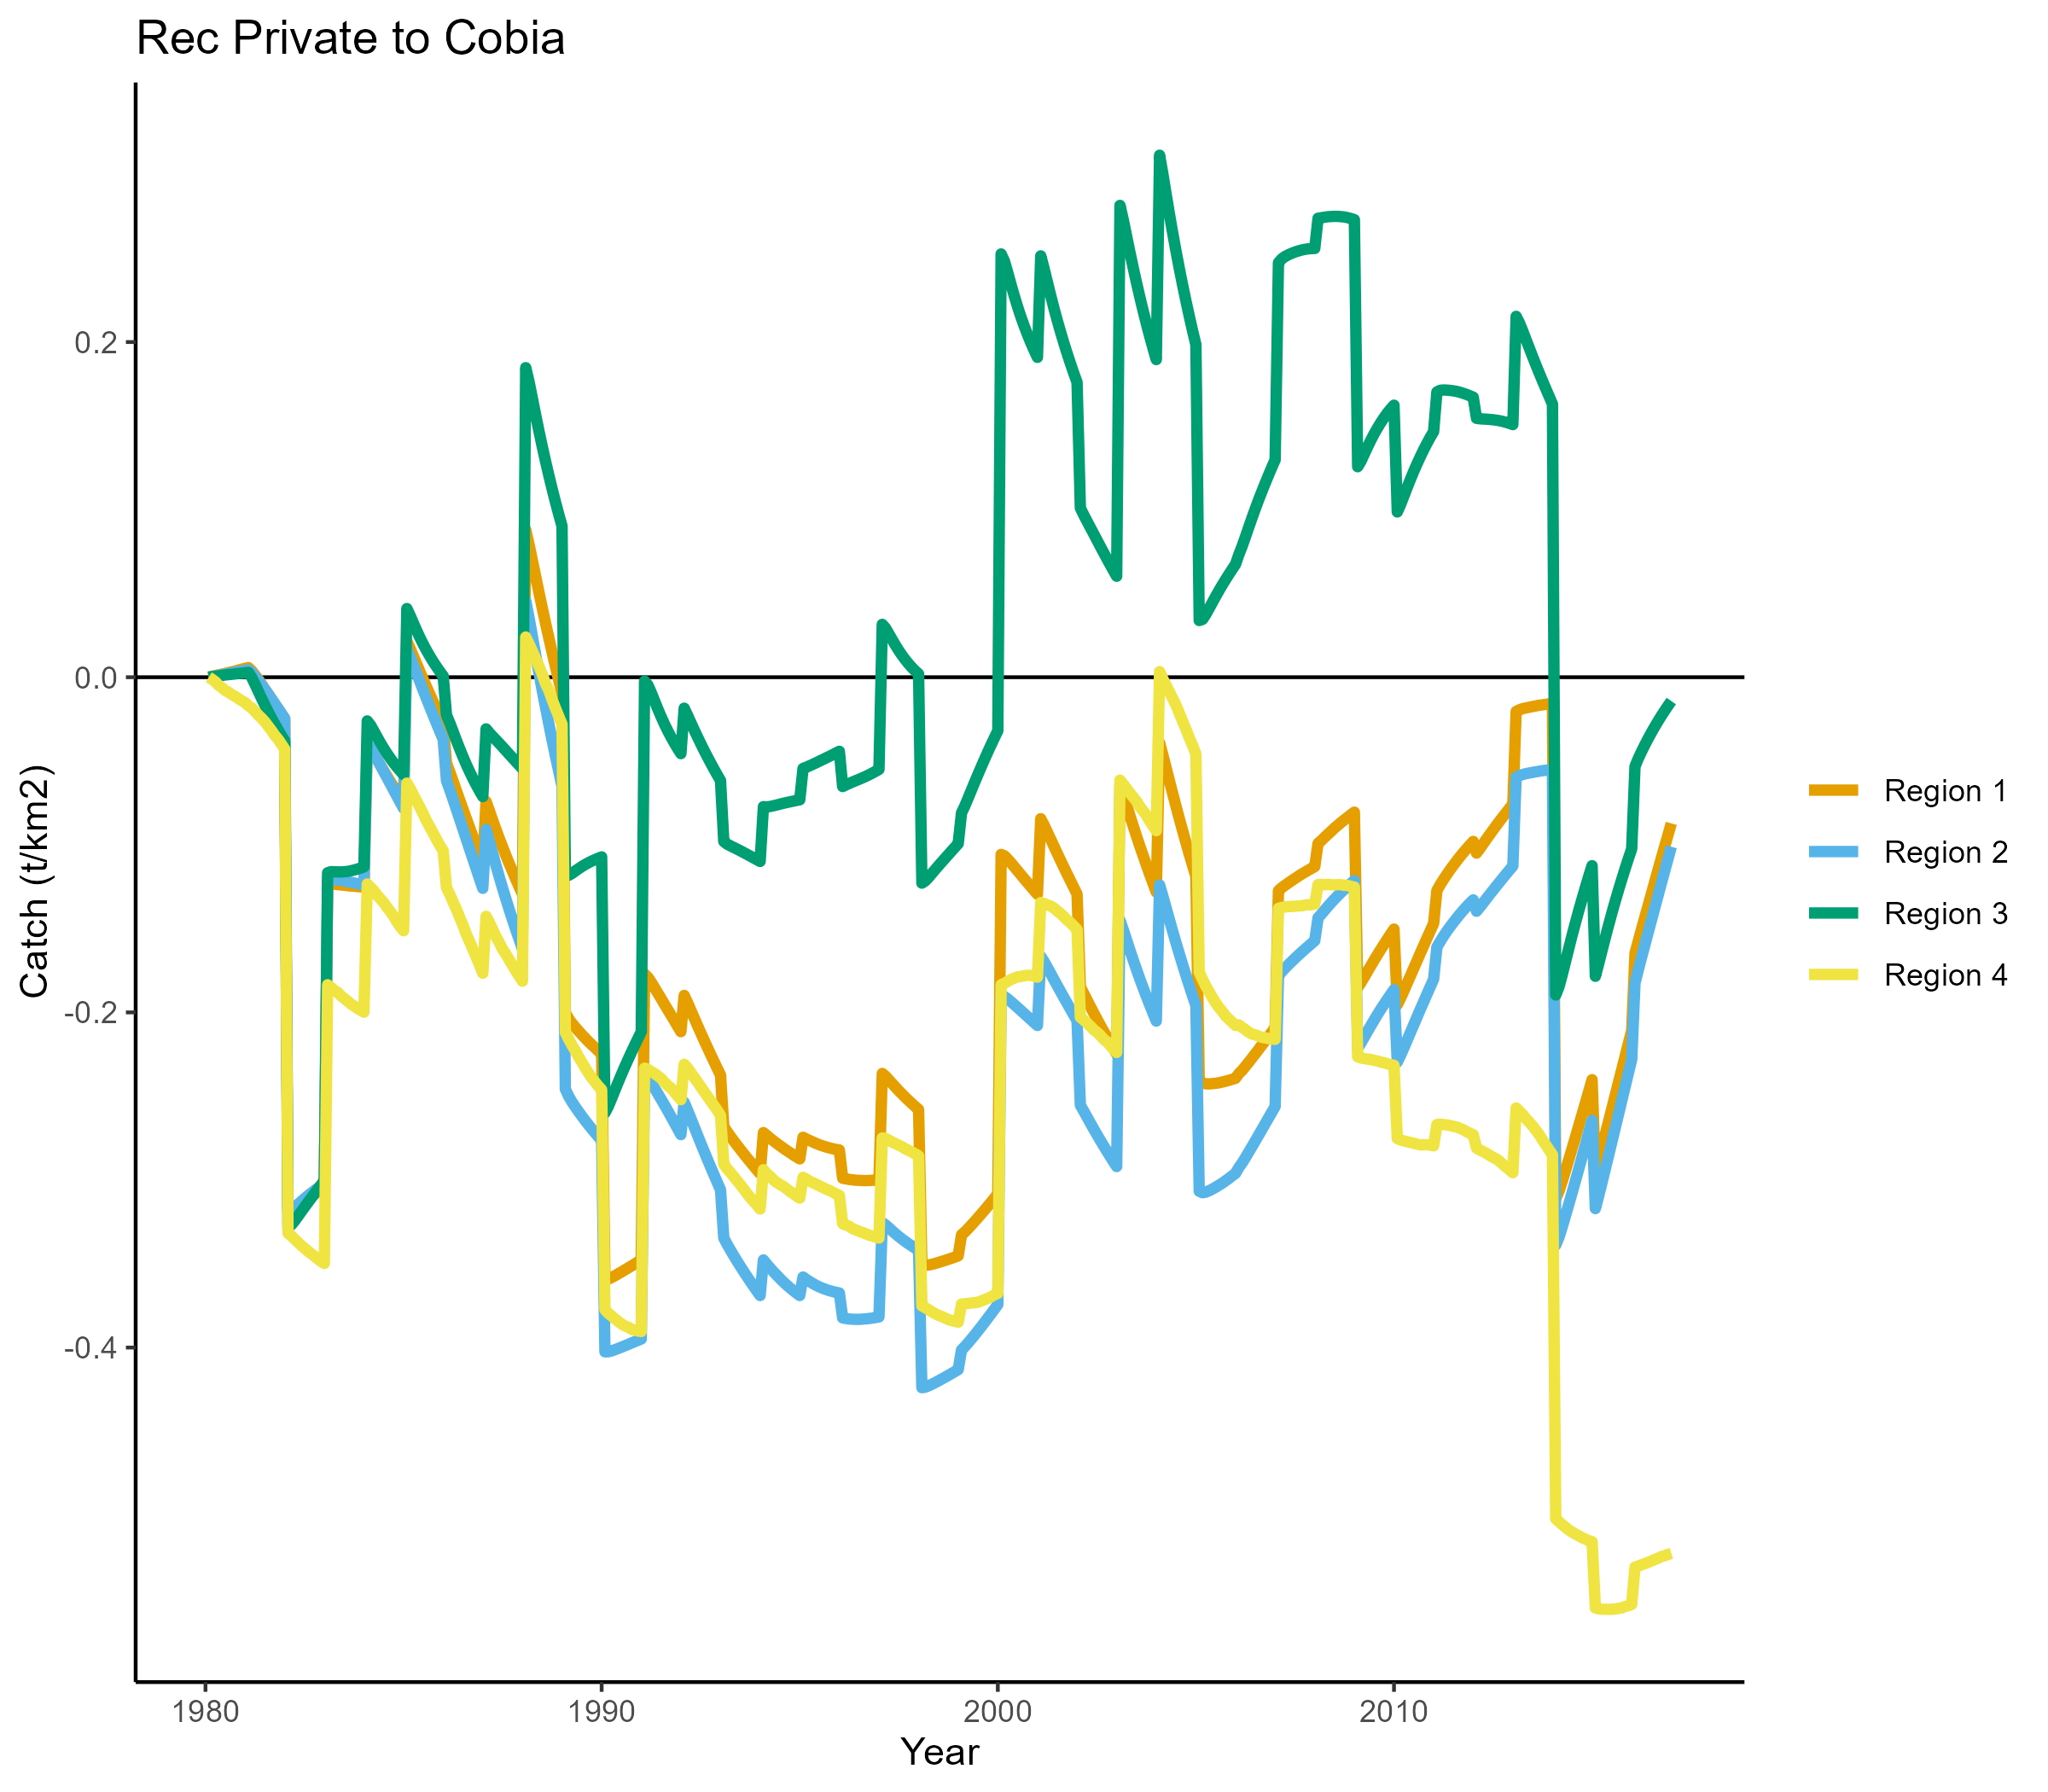 Rec Private to Cobia
Catch (t/km2)
0.2
0.0
-0.2
-0.4
1980
1990
2000
2010
Year
Region 1
Region 2
Region 3
Region 4